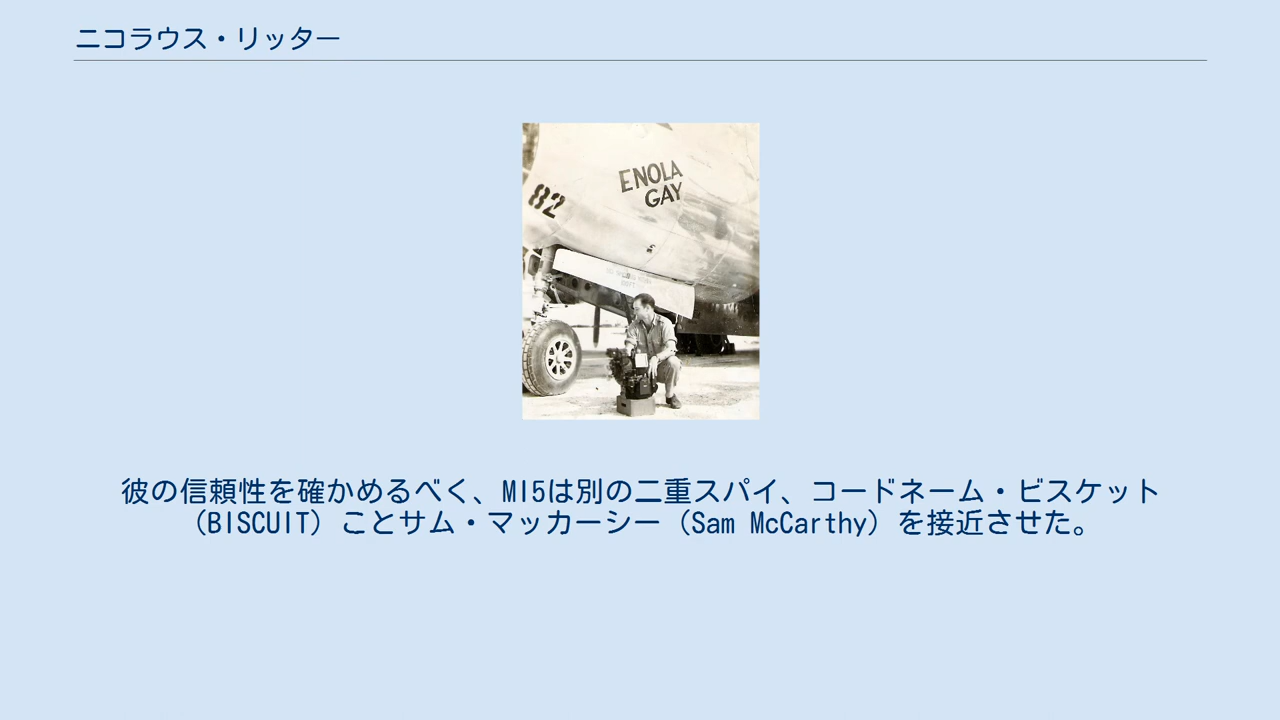 ニコラウス・リッター
ENOLA
GAY
82
彼の信頼性を確かめるべく、MI5は別の二重スパイ、コードネーム・ビスケット
（BISCUIT）ことサム・マッカーシー（Sam McCarthy）を接近させた。